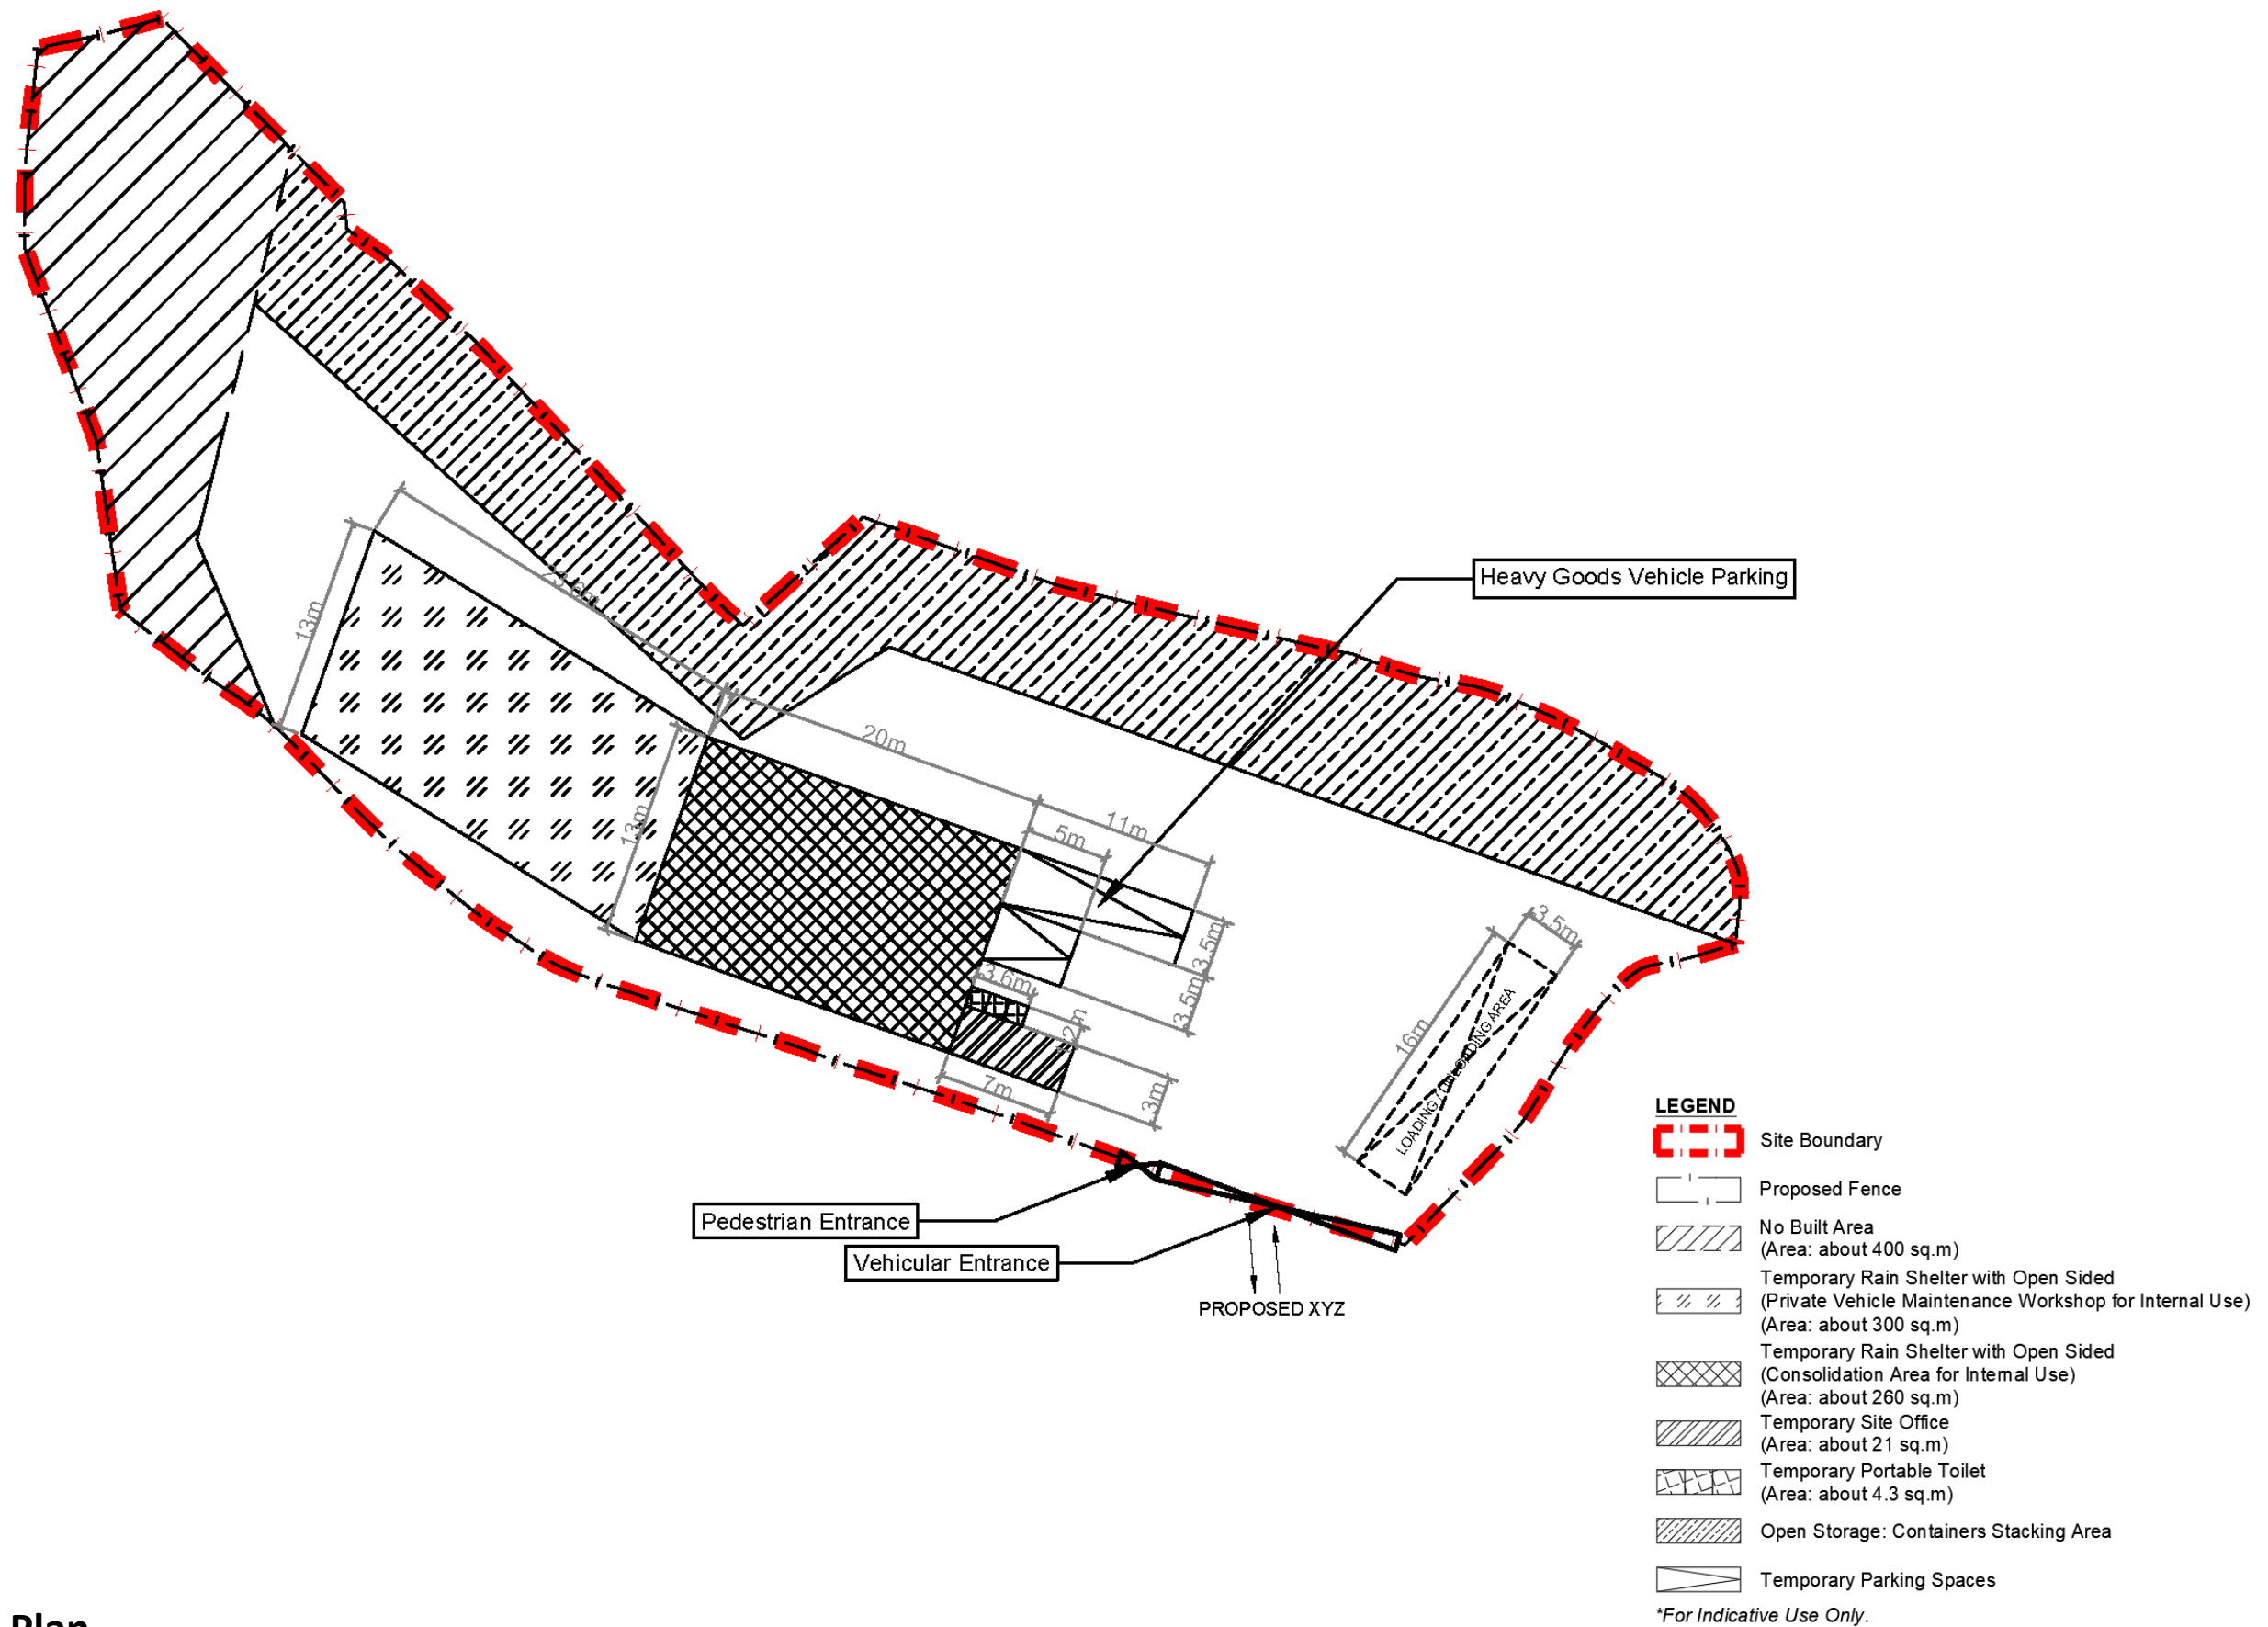 Heavy Goods Vehicle Parking
13m
20m
11m
5m
13m
3.5m
3.5m
3.5m
3.6m
16m
LOADING / UNLOADING AREA
7m
3m
LEGEND
Site Boundary
Proposed Fence
Pedestrian Entrance
Vehicular Entrance
PROPOSED XYZ
No Built Area
(Area: about 400 sq.m)
Temporary Rain Shelter with Open Sided
(Private Vehicle Maintenance Workshop for Internal Use)
(Area: about 300 sq.m)
Temporary Rain Shelter with Open Sided
(Consolidation Area for Internal Use)
(Area: about 260 sq.m)
Temporary Site Office
(Area: about 21 sq.m)
Temporary Portable Toilet
(Area: about 4.3 sq.m)
Open Storage: Containers Stacking Area
Temporary Parking Spaces
*For Indicative Use Only.
Plan